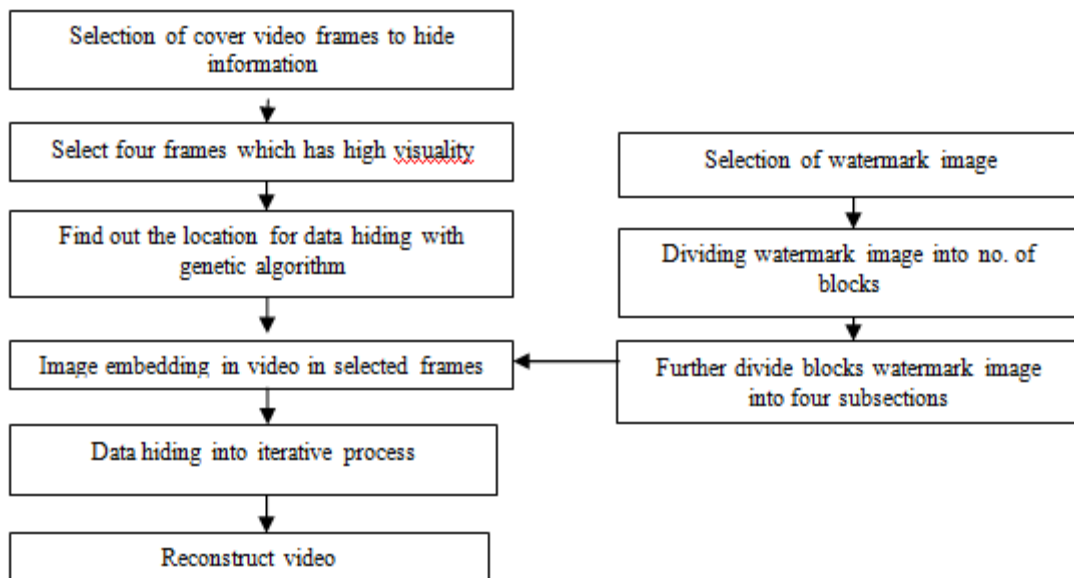 Selection of cover video frames to hide
information
Select four frames which has high visuality
Find out the location for data hiding with
genetic algorithm
Image embedding in video in selected frames
Data hiding into iterative process
Reconstruct video
Selection of watermark image
Dividing watermark image into no. of
blocks
Further divide blocks watermark image
into four subsections